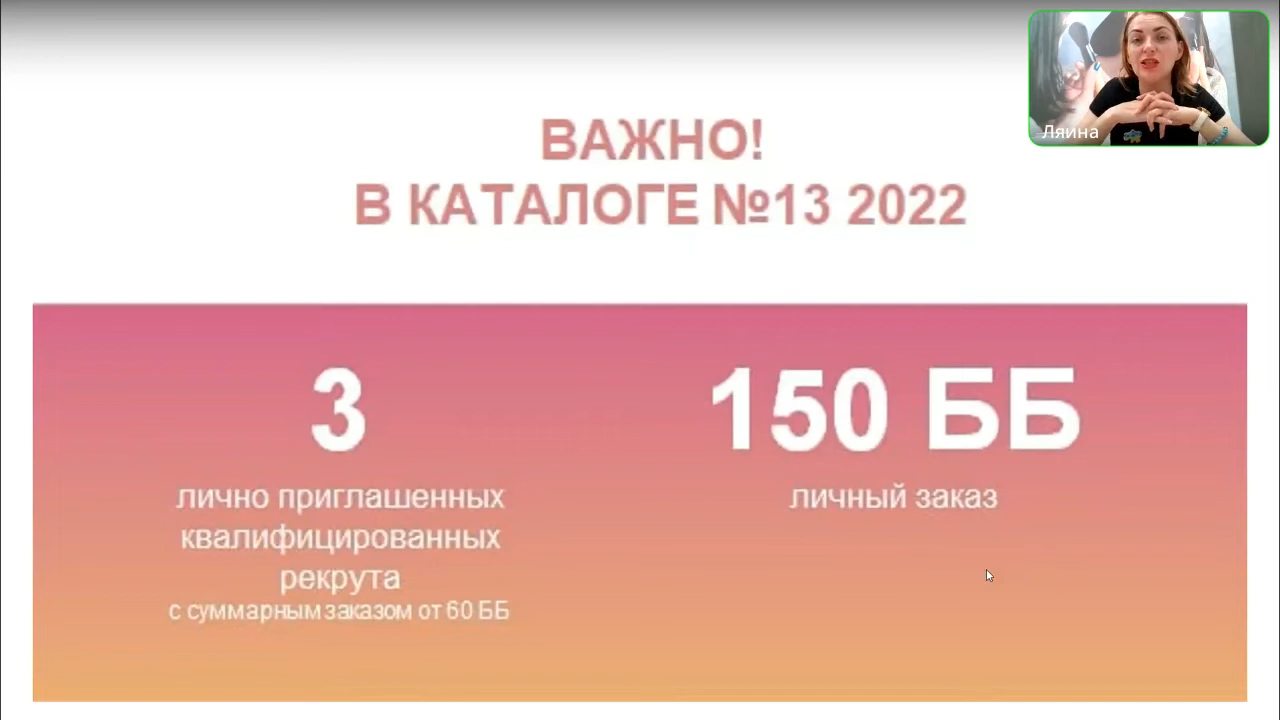 Ляина
ВАЖНО!
В КАТАЛОГЕ №13 2022
3
лично приглашенных
квалифицированных
рекрута
с суммарным заказом от 60 ББ
150 ББ
личный заказ